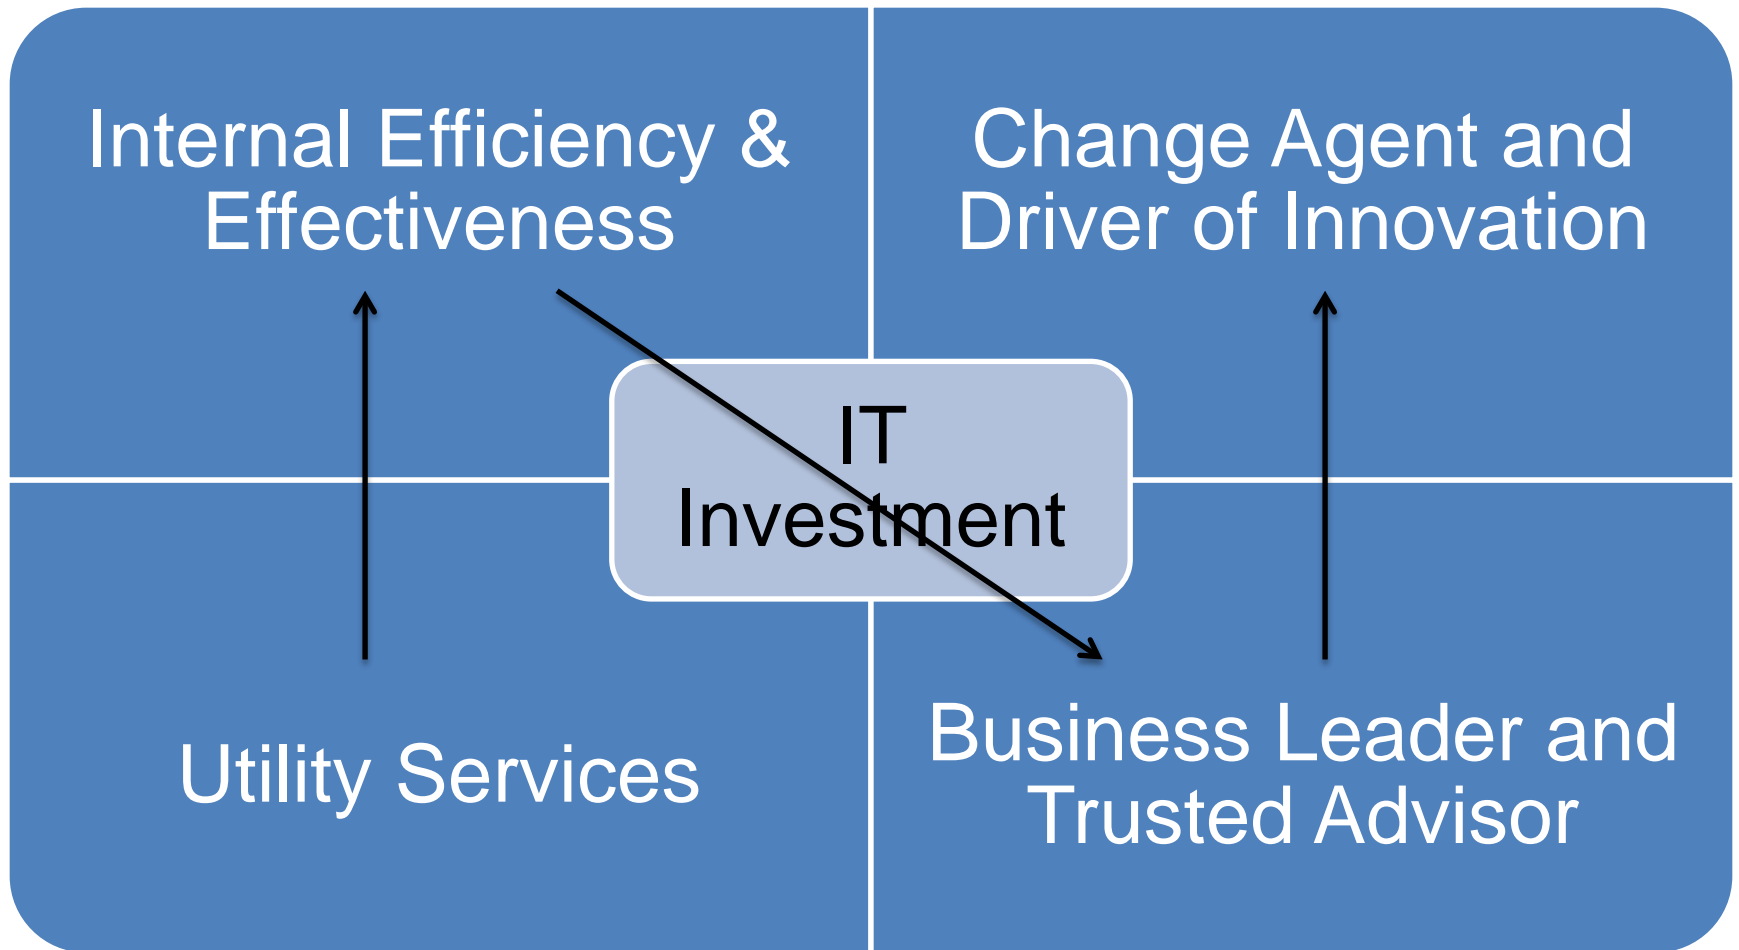 Internal Efficiency &
Effectiveness
Change Agent and
Driver of Innovation
IT
Investment
Utility Services
Business Leader and
Trusted Advisor